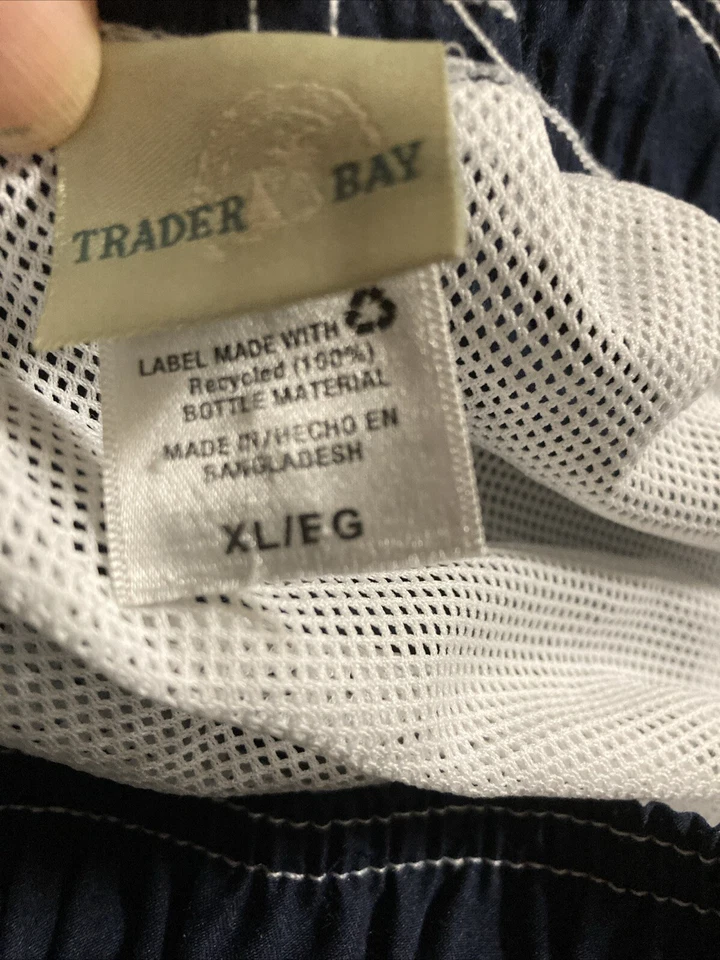 TRADER BAY
LABEL MADE WITH
Recycled (100%)
BOTTLE MATERIAL
MADE IN/HECHO EN
BANGLADESH
XL/EG